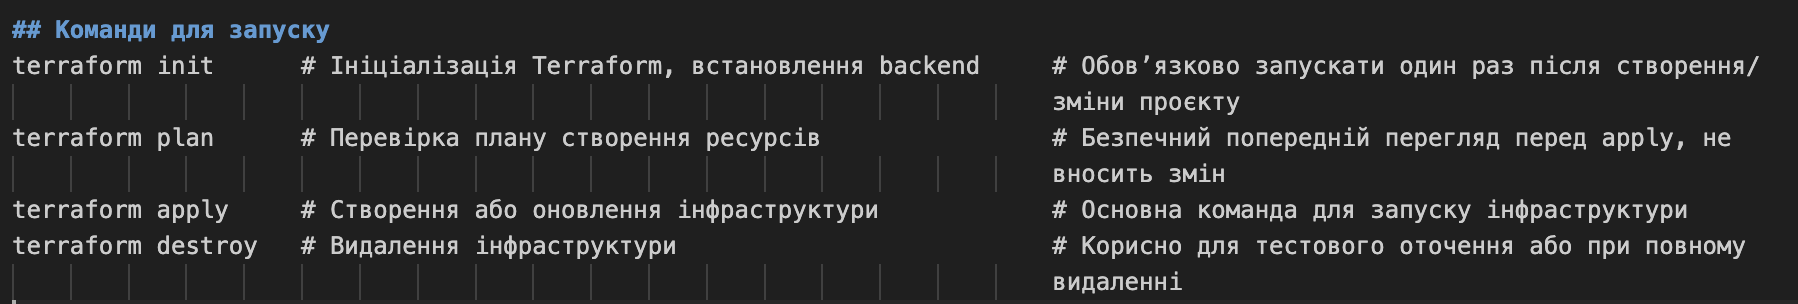 ## Команди для запуску
terraform init      # Ініціалізація Terraform, встановлення backend     # Обов’язково запускати один раз після створення/
зміни проєкту
terraform plan      # Перевірка плану створення ресурсів                # Безпечний попередній перегляд перед apply, не
вносить змін
terraform apply     # Створення або оновлення інфраструктури            # Основна команда для запуску інфраструктури
terraform destroy   # Видалення інфраструктури                          # Корисно для тестового оточення або при повному
видаленні